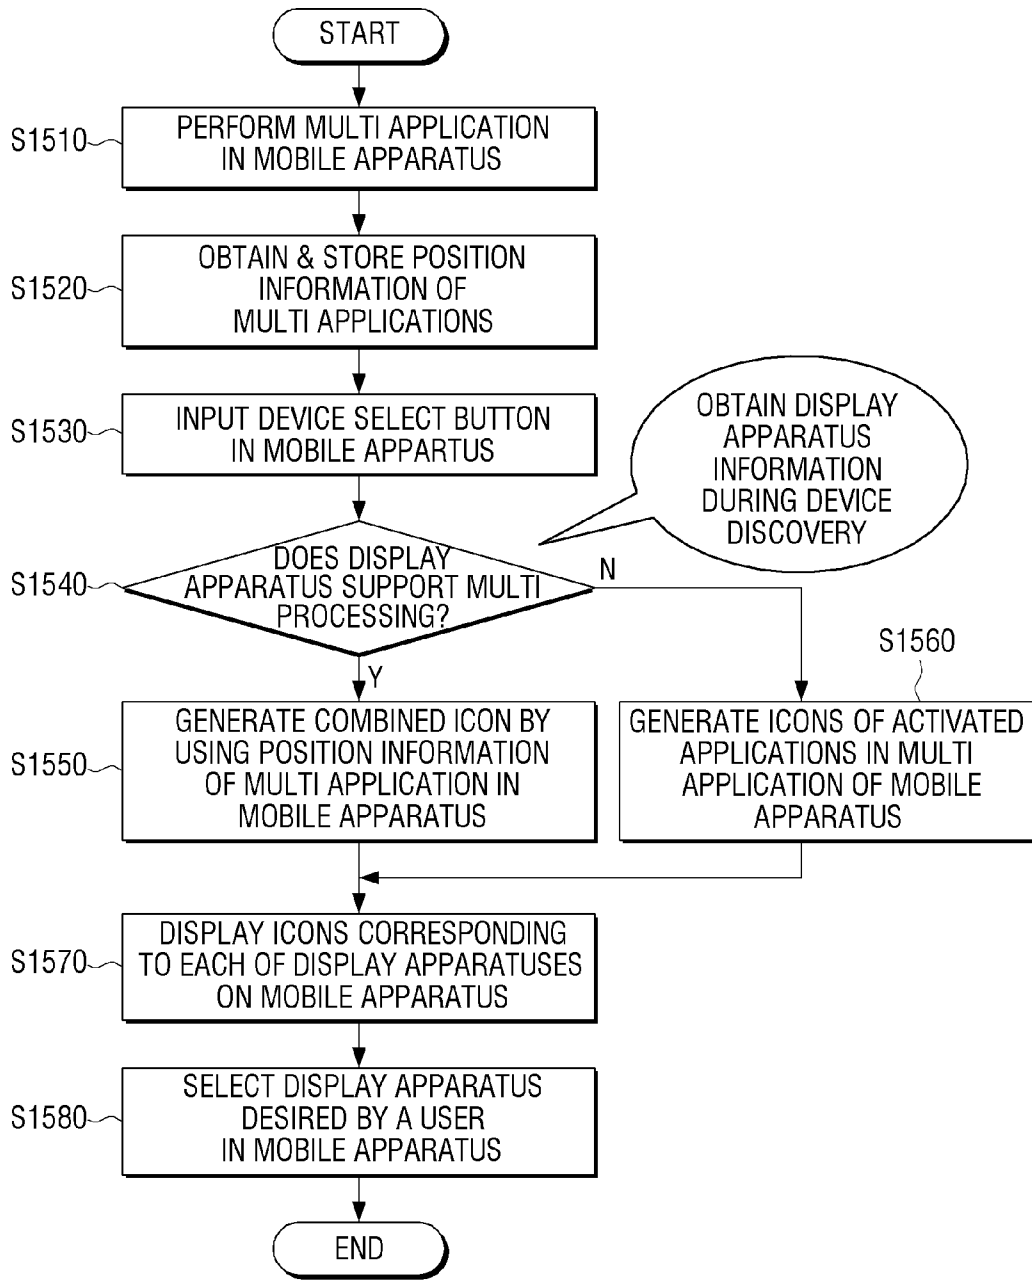 START
S1510
PERFORM MULTI APPLICATION
IN MOBILE APPARATUS
S1520
OBTAIN & STORE POSITION
INFORMATION OF
MULTI APPLICATIONS
S1530
INPUT DEVICE SELECT BUTTON
IN MOBILE APPARTUS
OBTAIN DISPLAY
APPARATUS
INFORMATION
DURING DEVICE
DISCOVERY
S1540
DOES DISPLAY
APPARATUS SUPPORT MULTI
PROCESSING?
N
Y
S1550
GENERATE COMBINED ICON BY
USING POSITION INFORMATION
OF MULTI APPLICATION IN
MOBILE APPARATUS
S1560
GENERATE ICONS OF ACTIVATED
APPLICATIONS IN MULTI
APPLICATION OF MOBILE
APPARATUS
S1570
DISPLAY ICONS CORRESPONDING
TO EACH OF DISPLAY APPARATUSES
ON MOBILE APPARATUS
S1580
SELECT DISPLAY APPARATUS
DESIRED BY A USER
IN MOBILE APPARATUS
END